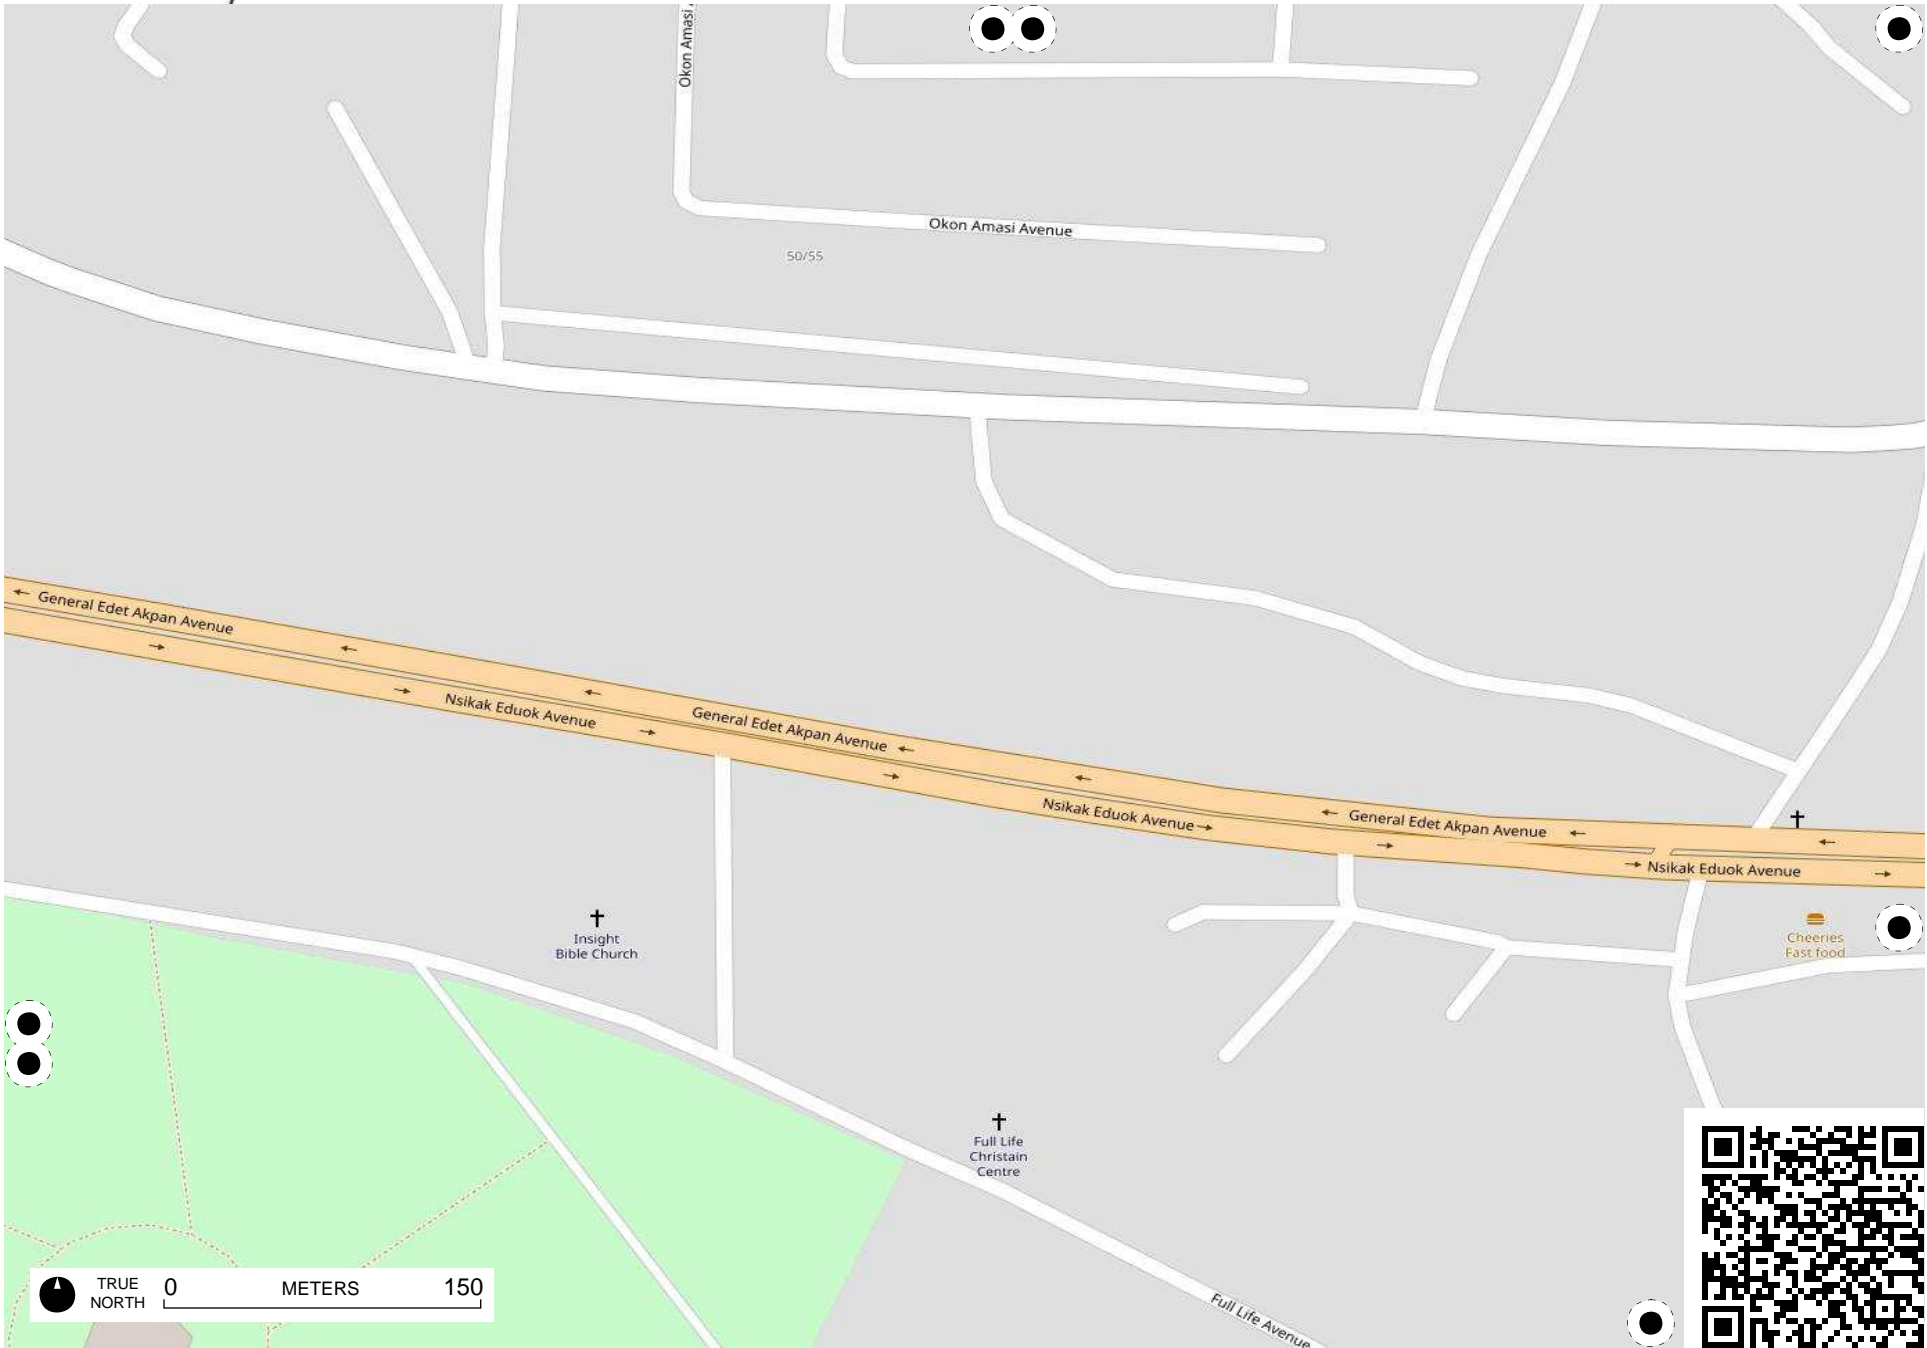 Okon Amasi
Okon Amasi Avenue
50/55
General Edet Akpan Avenue
Nsikak Eduok Avenue
General Edet Akpan Avenue
Nsikak Eduok Avenue
General Edet Akpan Avenue
Nsikak Eduok Avenue
Insight
Bible Church
Cheeries
Fast food
Full Life
Christain
Centre
Full Life Avenue
TRUE
NORTH
0 METERS 150